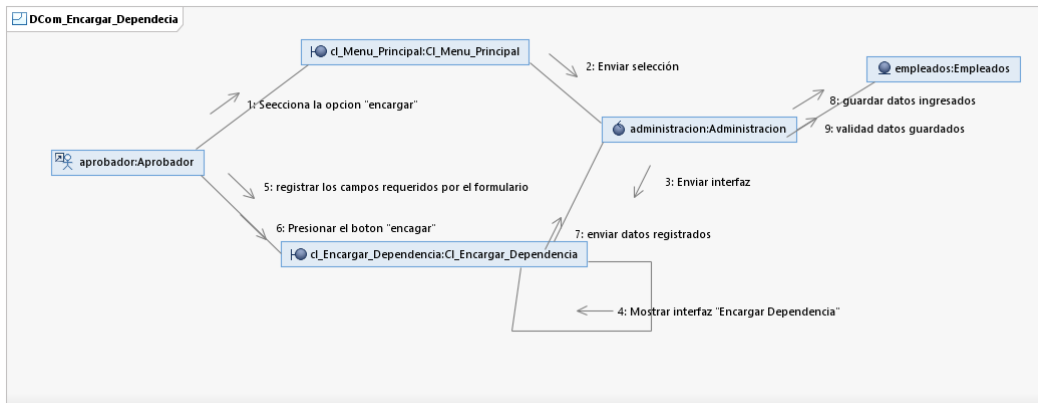 DCom_Encargar_Dependecia
cl_Menu_Principal:Cl_Menu_Principal
2: Enviar selección
empleados:Empleados
1: Secciona la opcion "encargar"
8: guardar datos ingresados
administracion:Administracion
9: validad datos guardados
aprobador:Aprobador
5: registrar los campos requeridos por el formulario
3: Enviar interfaz
6: Presionar el boton "encagar"
7: enviar datos registrados
cl_Encargar_Dependencia:Cl_Encargar_Dependencia
4: Mostrar interfaz "Encargar Dependencia"